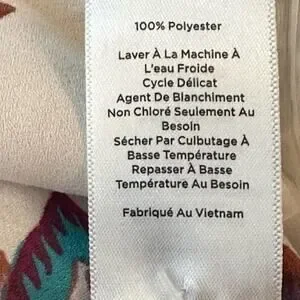 100% Polyester
Laver À La Machine À
L'eau Froide
Cycle Délicat
Agent De Blanchiment
Non Chloré Seulement Au
Besoin
Sécher Par Culbutage À
Basse Température
Repasser À Basse
Température Au Besoin
Fabriqué Au Vietnam